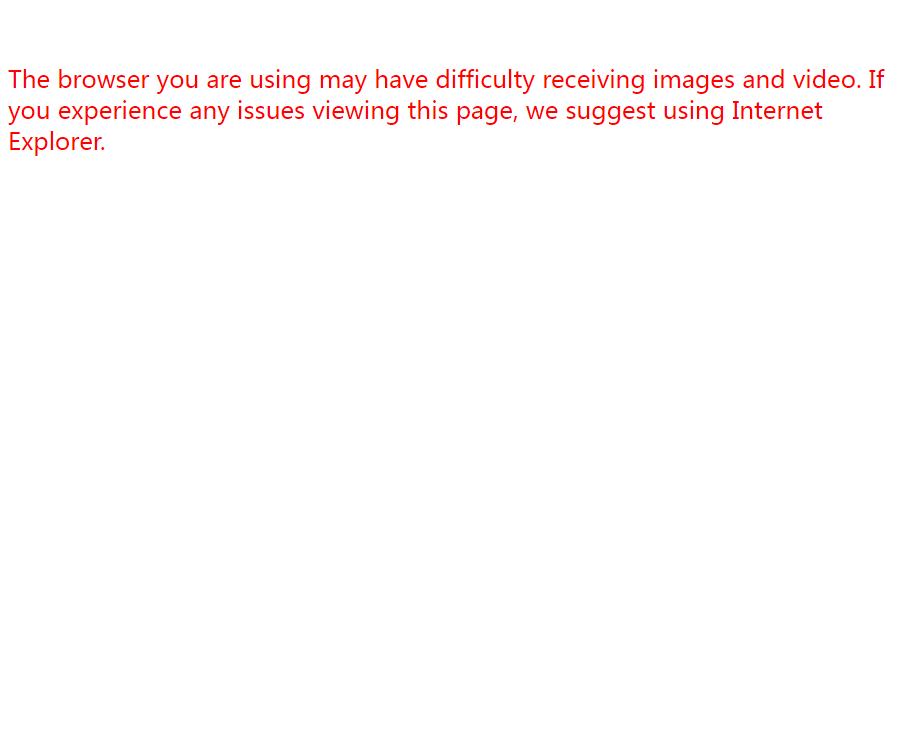 The browser you are using may have difficulty receiving images and video. If
you experience any issues viewing this page, we suggest using Internet
Explorer.